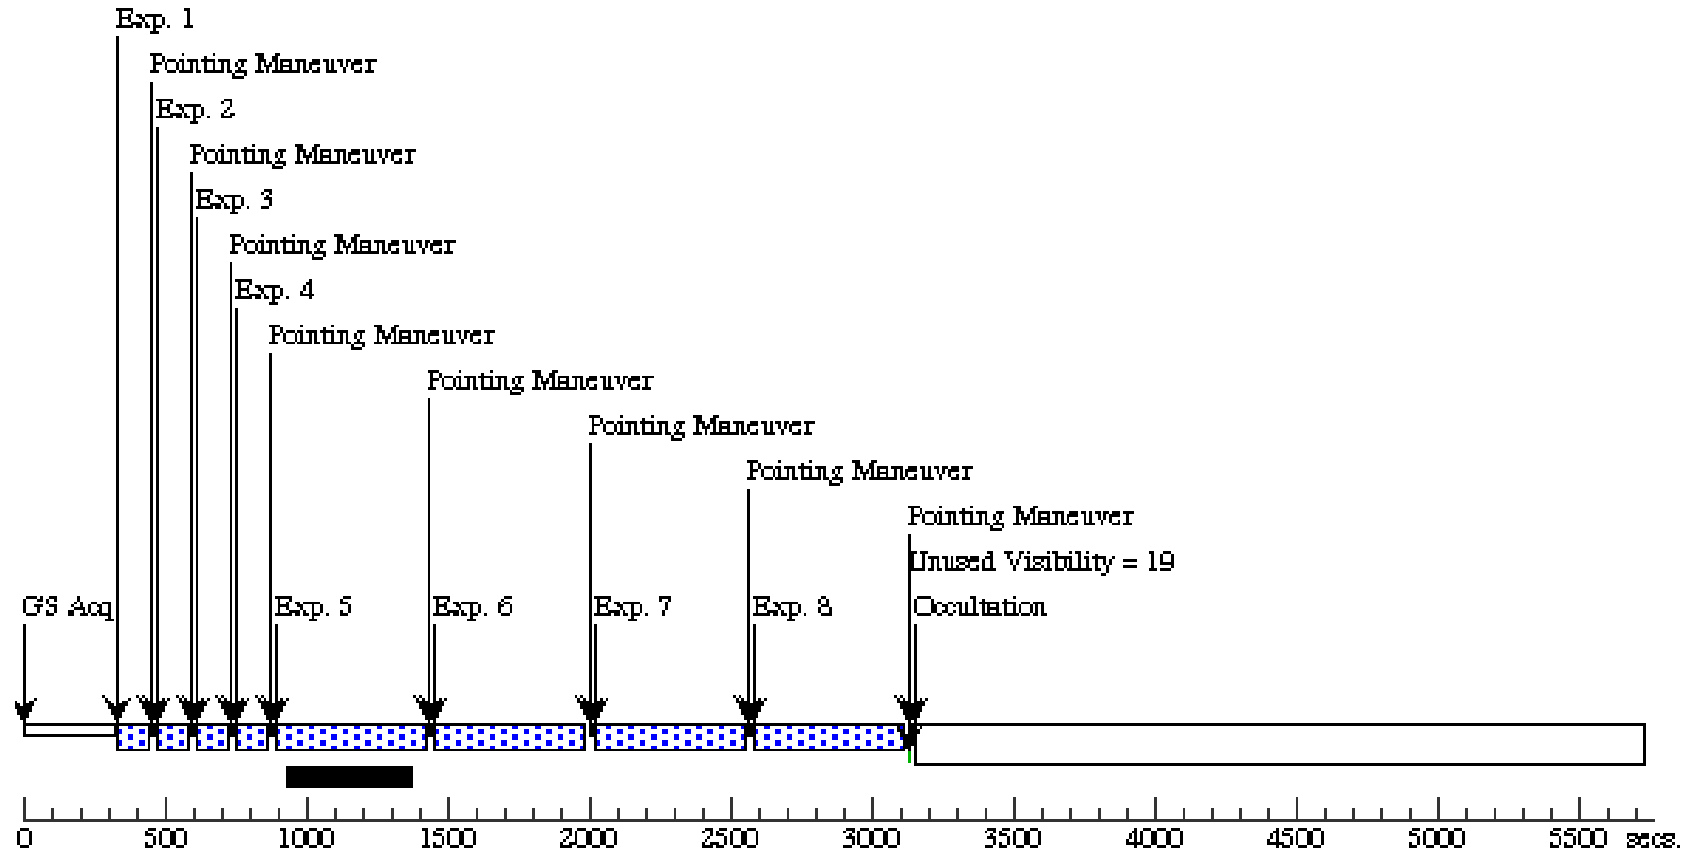 Exp. 1
Pointing Maneuver
Exp. 2
Pointing Maneuver
Exp. 3
Pointing Maneuver
Exp. 4
Pointing Maneuver
Pointing Maneuver
Pointing Maneuver
Pointing Maneuver
Pointing Maneuver
Unused Visibility = 19
GS Acq Exp. 5 Exp. 6 Exp. 7 Exp. 8 Occultation
0 500 1000 1500 2000 2500 3000 3500 4000 4500 5000 5500 secs.